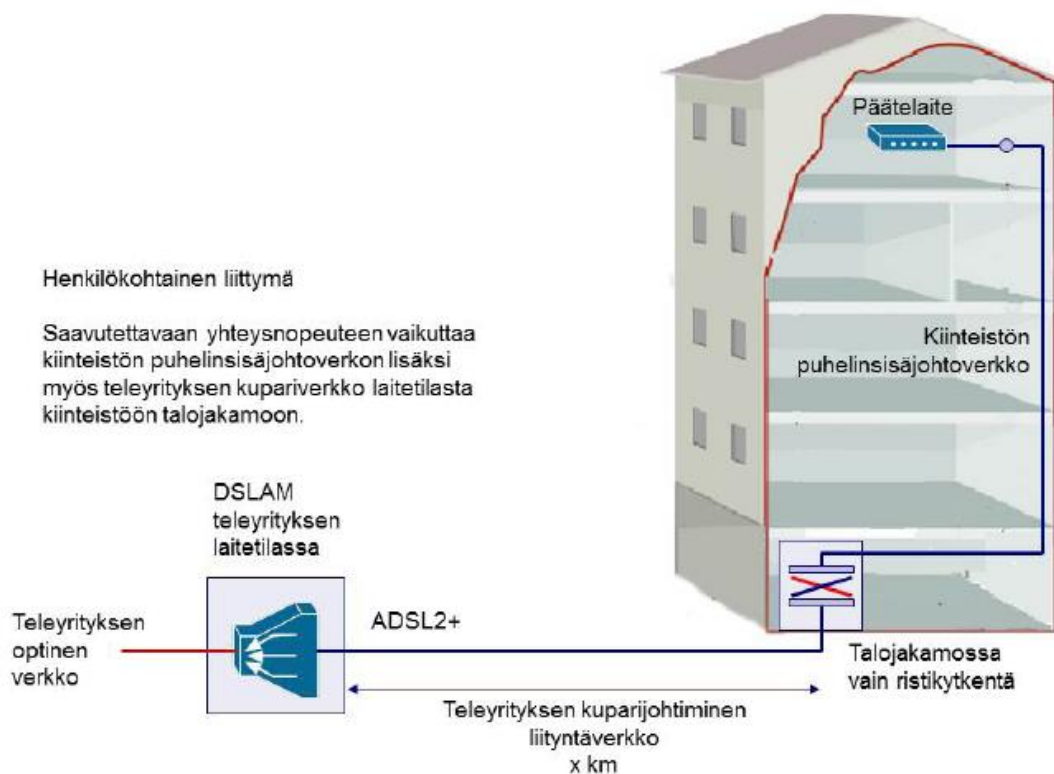 Päätelaite
Henkilökohtainen liittymä
Saavutettavaan yhteysnopeuteen vaikuttaa
kiinteistön puhelinsisäjohtoverkon lisäksi
myös teleyrityksen kupariverkko laitetilasta
kiinteistöön talojakamoon.
Kiinteistön
puhelinsisäjohtoverkko
DSLAM
teleyrityksen
laitetilassa
Teleyrityksen
optinen
verkko
ADSL2+
Talojakamossa
vain ristikytkentä
Teleyrityksen kuparijohtiminen
liityntäverkko
x km